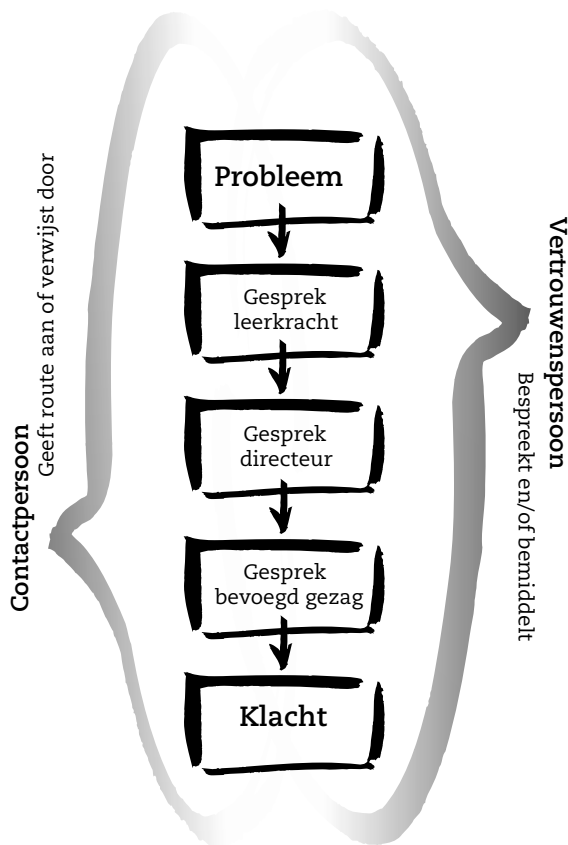 Contactpersoon
Geeft route aan of verwijst door
Probleem
Gesprek
leerkracht
Gesprek
directeur
Gesprek
bevoegd gezag
Klacht
Vertrouwenspersoon
Bespreekt en/of bemiddelt